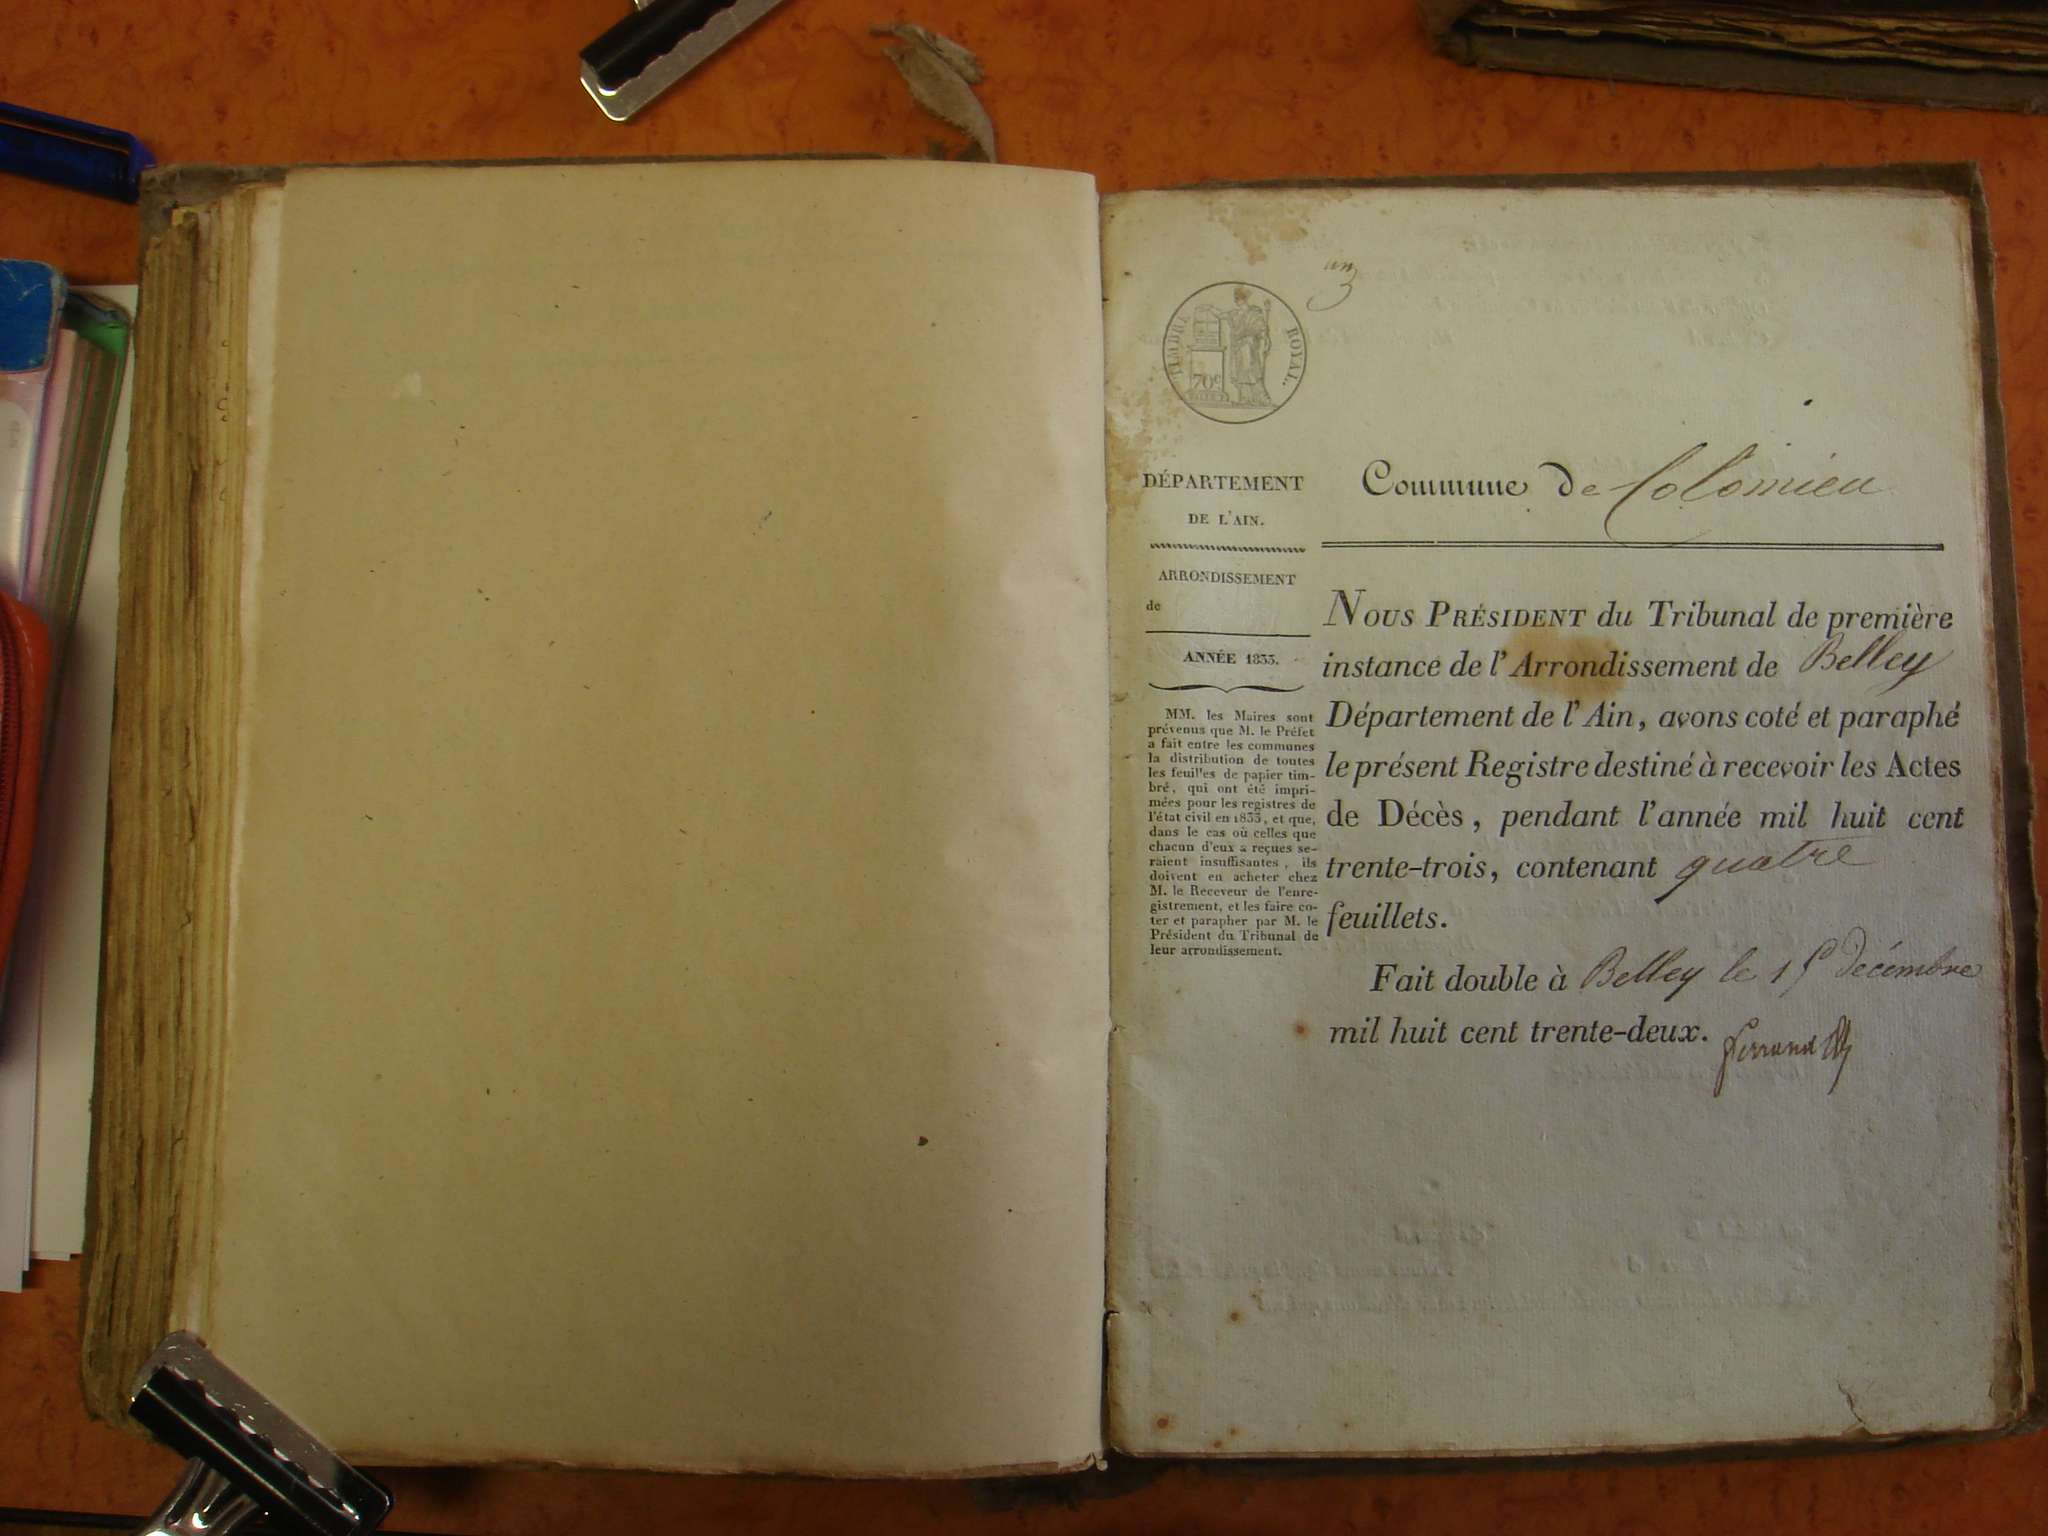 un
TIMBRE ROYAL.
70c
DÉPARTEMENT
DE L'AIN.
ARRONDISSEMENT
de
ANNÉE 1833.
MM. les Maires sont
prévenus que M. le Préfet
a fait entre les communes
la distribution de toutes
les feuilles de papier tim-
bré, qui ont été impri-
mées pour les registres de
l'état civil en 1833, et que,
dans le cas où celles que
chacun d'eux a reçues se-
raient insuffisantes, ils
doivent en acheter chez
M. le Receveur de l'enre-
gistrement, et les faire co-
ter et parapher par M. le
Président du Tribunal de
leur arrondissement.
Commune de Colomieu
NOUS PRÉSIDENT du Tribunal de première
instance de l'Arrondissement de Belley
Département de l'Ain, avons coté et paraphé
le présent Registre destiné à recevoir les Actes
de Décès, pendant l'année mil huit cent
trente-trois, contenant quatre
feuillets.
Fait double à Belley le 15 décembre
mil huit cent trente-deux.